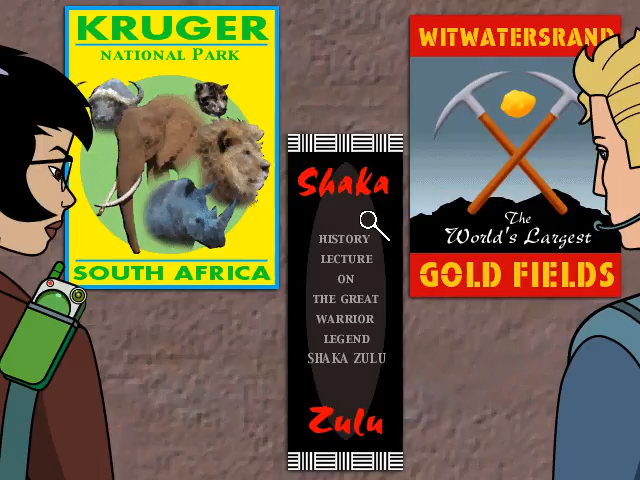 KRUGER
NATIONAL PARK
SOUTH AFRICA
Shaka
HISTORY
LECTURE
ON
THE GREAT
WARRIOR
LEGEND
SHAKA ZULU
Zulu
WITWATERSRAND
The
World's Largest
GOLD FIELDS